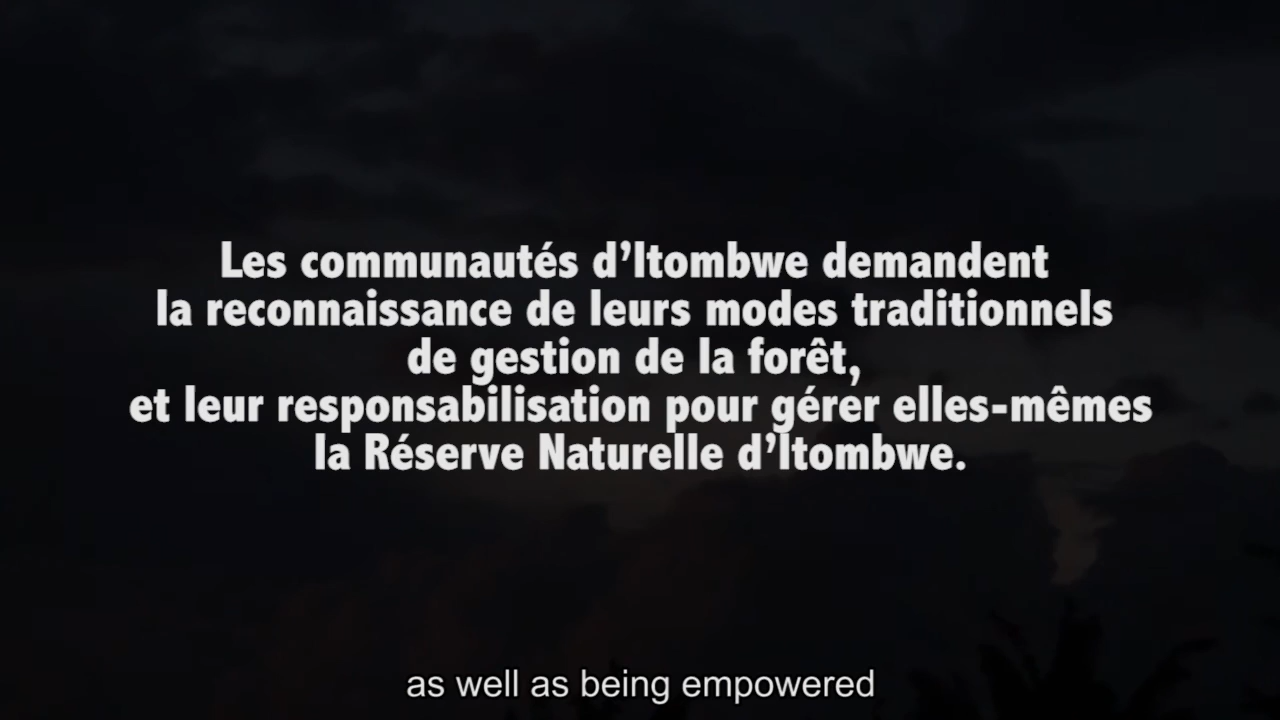 Les communautés d’Itombwe demandent
la reconnaissance de leurs modes traditionnels
de gestion de la forêt,
et leur responsabilisation pour gérer elles-mêmes
la Réserve Naturelle d’Itombwe.
as well as being empowered